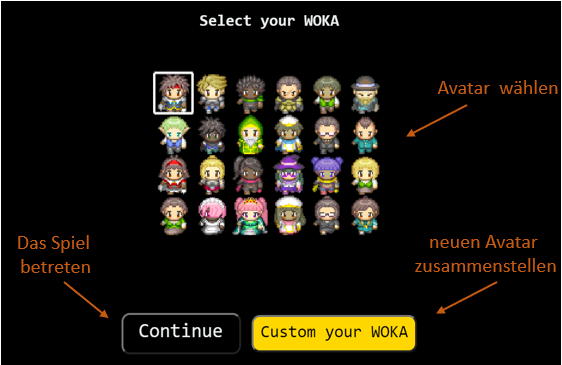 Select your WOKA
Avatar wählen
Das Spiel
betreten
neuen Avatar
zusammenstellen
Continue
Custom your WOKA